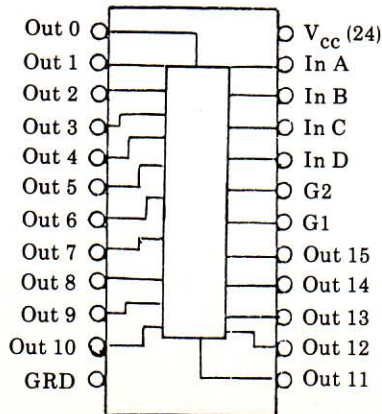 Out 0
Out 1
Out 2
Out 3
Out 4
Out 5
Out 6
Out 7
Out 8
Out 9
Out 10
GRD
Vcc (24)
In A
In B
In C
In D
G2
G1
Out 15
Out 14
Out 13
Out 12
Out 11